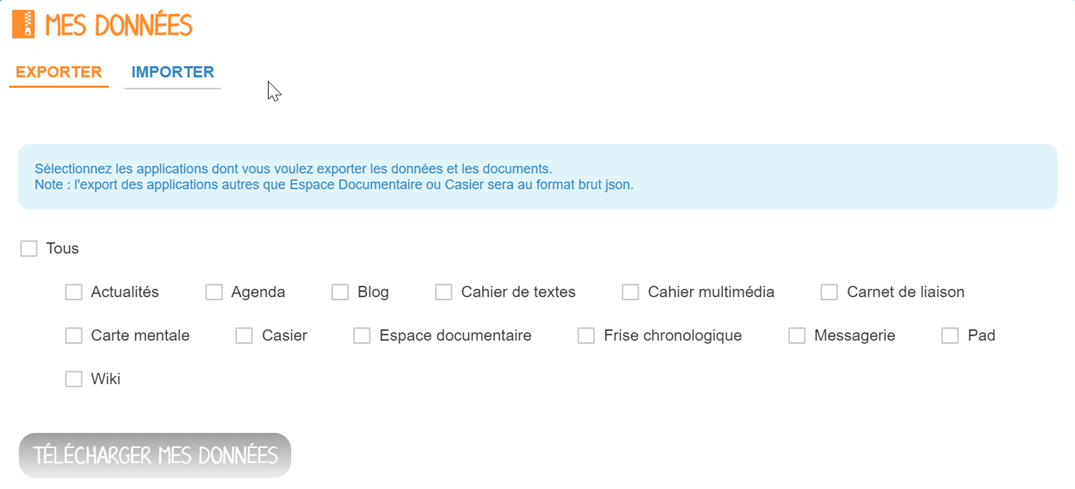 MES DONNÉES
EXPORTER IMPORTER
Sélectionnez les applications dont vous voulez exporter les données et les documents.
Note : l'export des applications autres que Espace Documentaire ou Casier sera au format brut json.
Tous
Actualités Agenda Blog Cahier de textes Cahier multimédia Carnet de liaison
Carte mentale Casier Espace documentaire Frise chronologique Messagerie Pad
Wiki
TÉLÉCHARGER MES DONNÉES